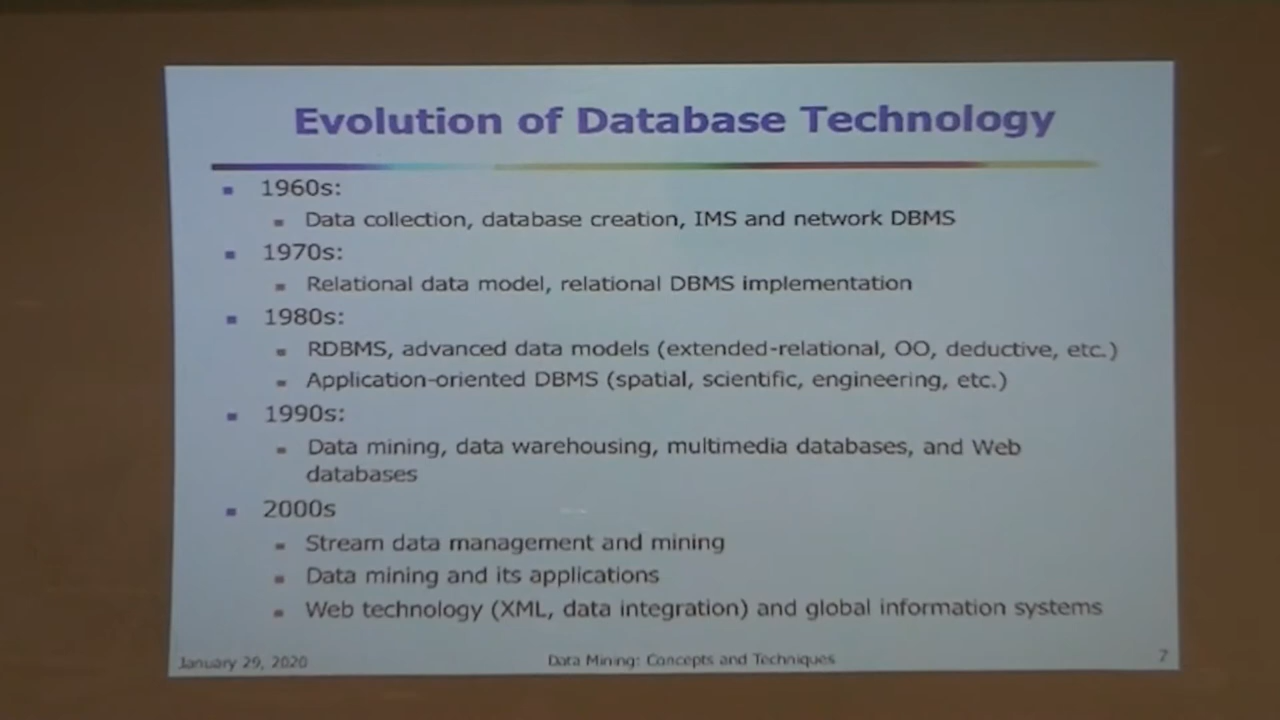 Evolution of Database Technology
1960s:
Data collection, database creation, IMS and network DBMS
1970s:
Relational data model, relational DBMS implementation
1980s:
RDBMS, advanced data models (extended-relational, OO, deductive, etc.)
Application-oriented DBMS (spatial, scientific, engineering, etc.)
1990s:
Data mining, data warehousing, multimedia databases, and Web
databases
2000s
Stream data management and mining
Data mining and its applications
Web technology (XML, data integration) and global information systems
January 29, 2020
Data Mining: Concepts and Techniques
7